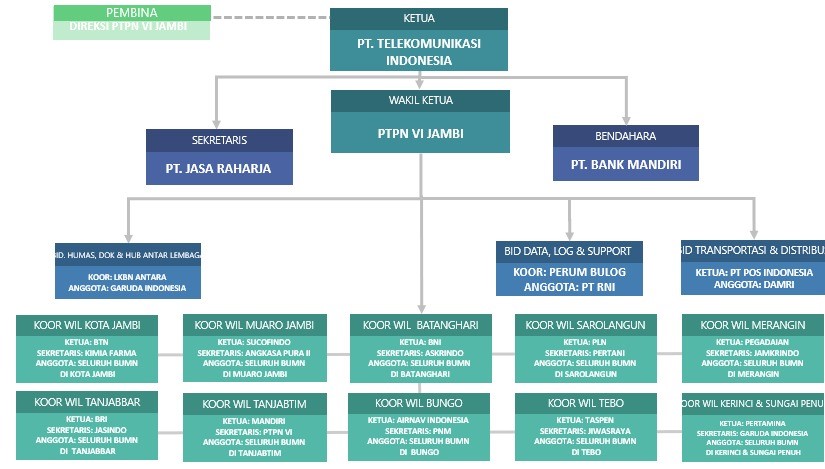 PEMBINA
DIREKSI PTPN VI JAMBI
KETUA
PT. TELEKOMUNIKASI
INDONESIA
WAKIL KETUA
PTPN VI JAMBI
SEKRETARIS
PT. JASA RAHARJA
BENDAHARA
PT. BANK MANDIRI
ID. HUMAS, DOK & HUB ANTAR LEMBAGA
KOOR: LKBN ANTARA
ANGGOTA: GARUDA INDONESIA
BID DATA, LOG & SUPPORT
KOOR: PERUM BULOG
ANGGOTA: PT RNI
BID TRANSPORTASI & DISTRIBUS
KETUA: PT POS INDONESIA
ANGGOTA: DAMRI
KOOR WIL KOTA JAMBI
KETUA: BTN
SEKRETARIS: KIMIA FARMA
ANGGOTA: SELURUH BUMN
DI KOTA JAMBI
KOOR WIL MUARO JAMBI
KETUA: SUCOFINDO
SEKRETARIS: ANGKASA PURA II
ANGGOTA: SELURUH BUMN
DI MUARO JAMBI
KOOR WIL BATANGHARI
KETUA: BNI
SEKRETARIS: ASKRINDO
ANGGOTA: SELURUH BUMN
DI BATANGHARI
KOOR WIL SAROLANGUN
KETUA: PLN
SEKRETARIS: PERTANI
ANGGOTA: SELURUH BUMN
DI SAROLANGUN
KOOR WIL MERANGIN
KETUA: PEGADAIAN
SEKRETARIS: JAMKRINDO
ANGGOTA: SELURUH BUMN
DI MERANGIN
KOOR WIL TANJABBAR
KETUA: BRI
SEKRETARIS: JASINDO
ANGGOTA: SELURUH BUMN
DI TANJABBAR
KOOR WIL TANJABTIM
KETUA: MANDIRI
SEKRETARIS: PTPN VI
ANGGOTA: SELURUH BUMN
DI TANJABTIM
KOOR WIL BUNGO
KETUA: AIRNAV INDONESIA
SEKRETARIS: PNM
ANGGOTA: SELURUH BUMN
DI BUNGO
KOOR WIL TEBO
KETUA: TASPEN
SEKRETARIS: JIWASRAYA
ANGGOTA: SELURUH BUMN
DI TEBO
OOR WIL KERINCI & SUNGAI PENU
KETUA: PERTAMINA
SEKRETARIS: GARUDA INDONESIA
ANGGOTA: SELURUH BUMN
DI KERINCI & SUNGAI PENUH